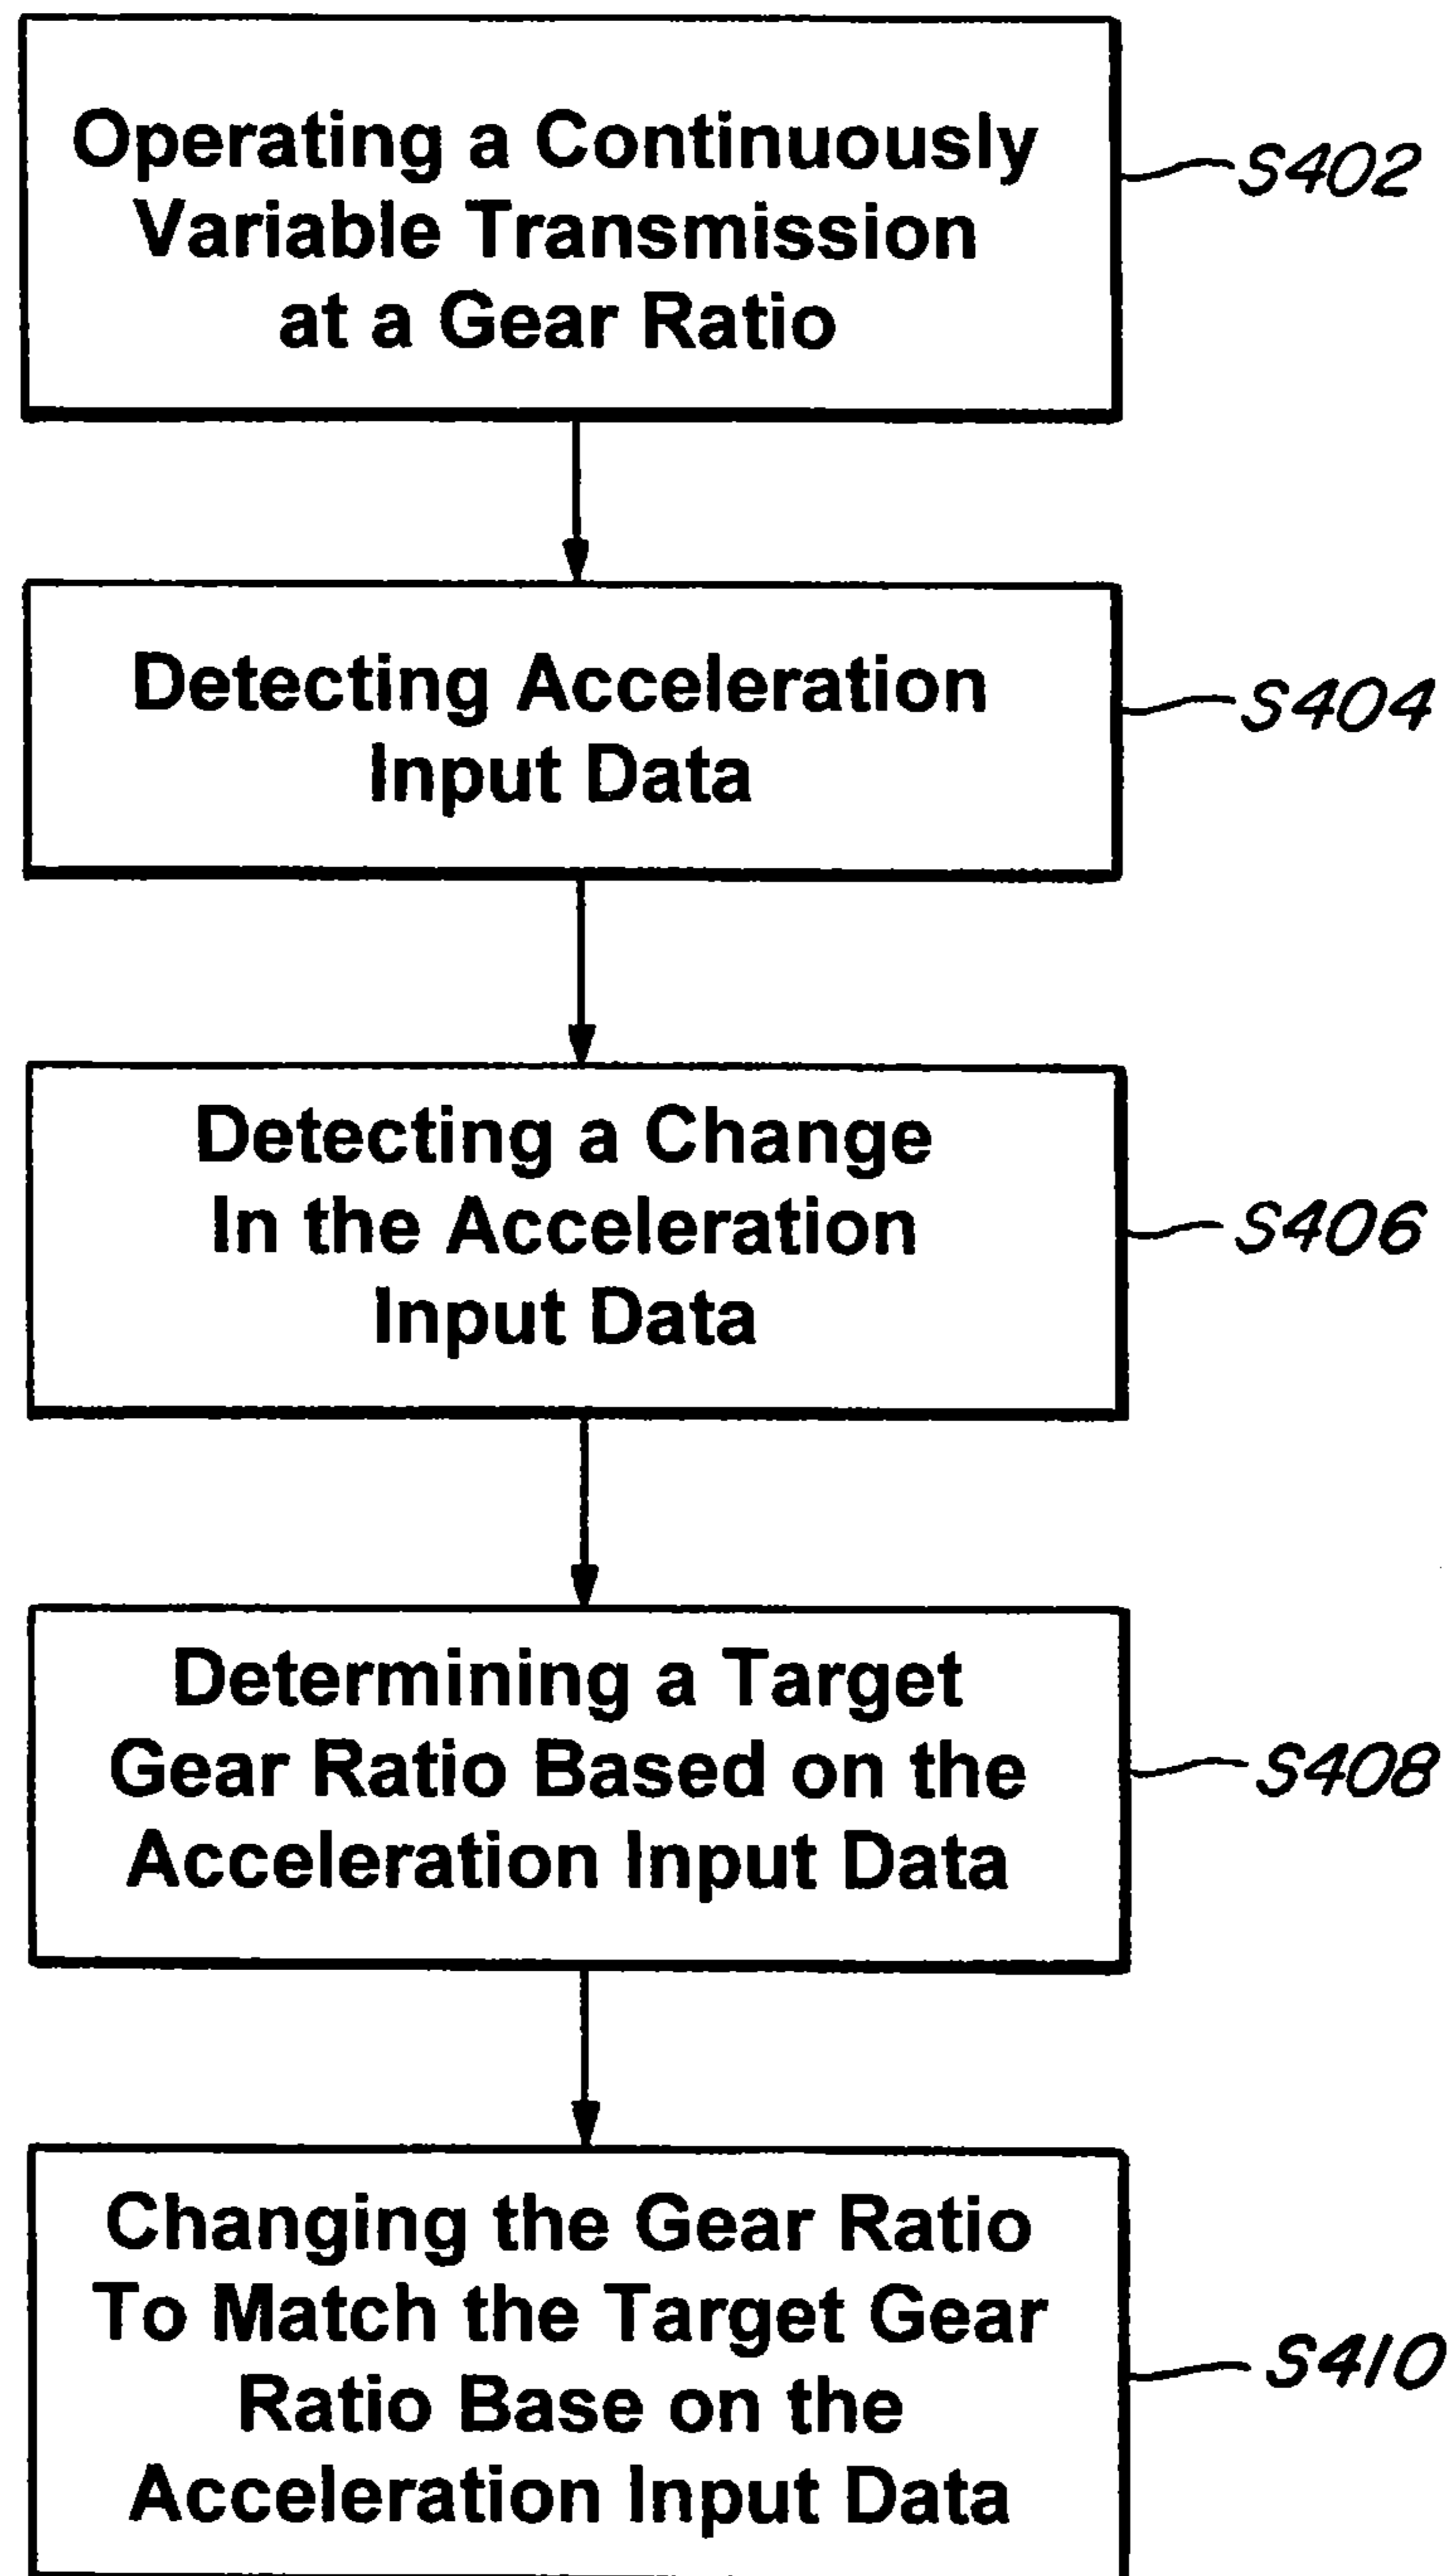 Operating a Continuously
Variable Transmission
at a Gear Ratio
S402
Detecting Acceleration
Input Data
S404
Detecting a Change
In the Acceleration
Input Data
S406
Determining a Target
Gear Ratio Based on the
Acceleration Input Data
S408
Changing the Gear Ratio
To Match the Target Gear
Ratio Base on the
Acceleration Input Data
S410